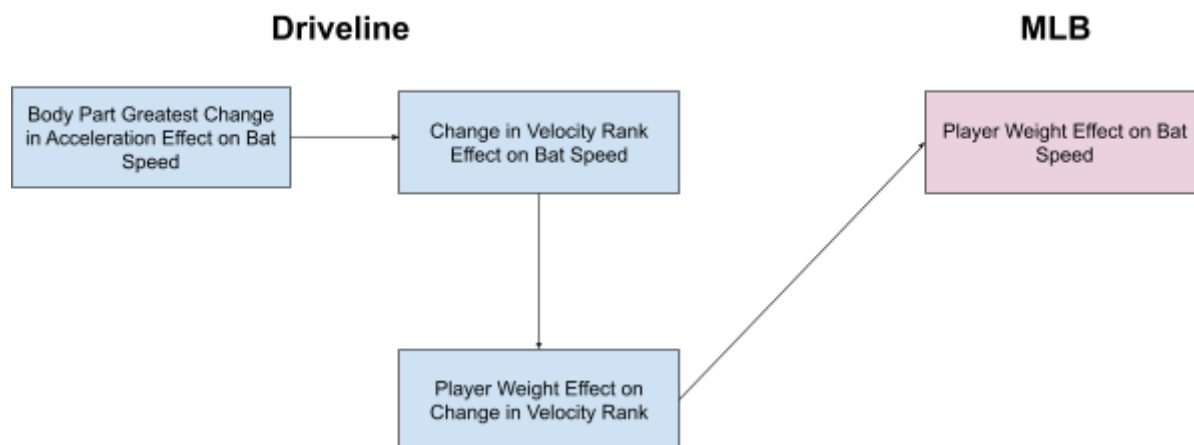 Driveline
MLB
Body Part Greatest Change
in Acceleration Effect on Bat
Speed
Change in Velocity Rank
Effect on Bat Speed
Player Weight Effect on Bat
Speed
Player Weight Effect on
Change in Velocity Rank